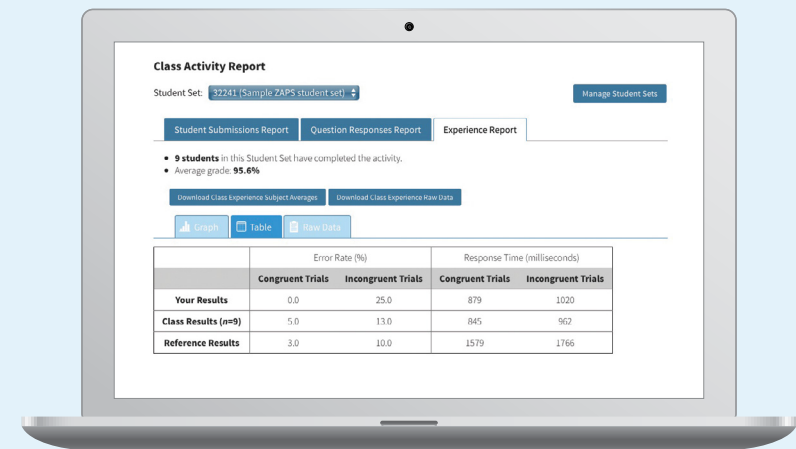 Class Activity Report
Student Set: 32241 (Sample ZAPS student set)
Manage Student Sets
Student Submissions Report Question Responses Report Experience Report
9 students in this Student Set have completed the activity.
Average grade: 95.6%
Download Class Experience Subject Averages Download Class Experience Raw Data
Graph Table Raw Data
Error Rate (%) Response Time (milliseconds)
Congruent Trials Incongruent Trials Congruent Trials Incongruent Trials
Your Results 0.0 25.0 879 1020
Class Results (n=9) 5.0 13.0 845 962
Reference Results 3.0 10.0 1579 1766